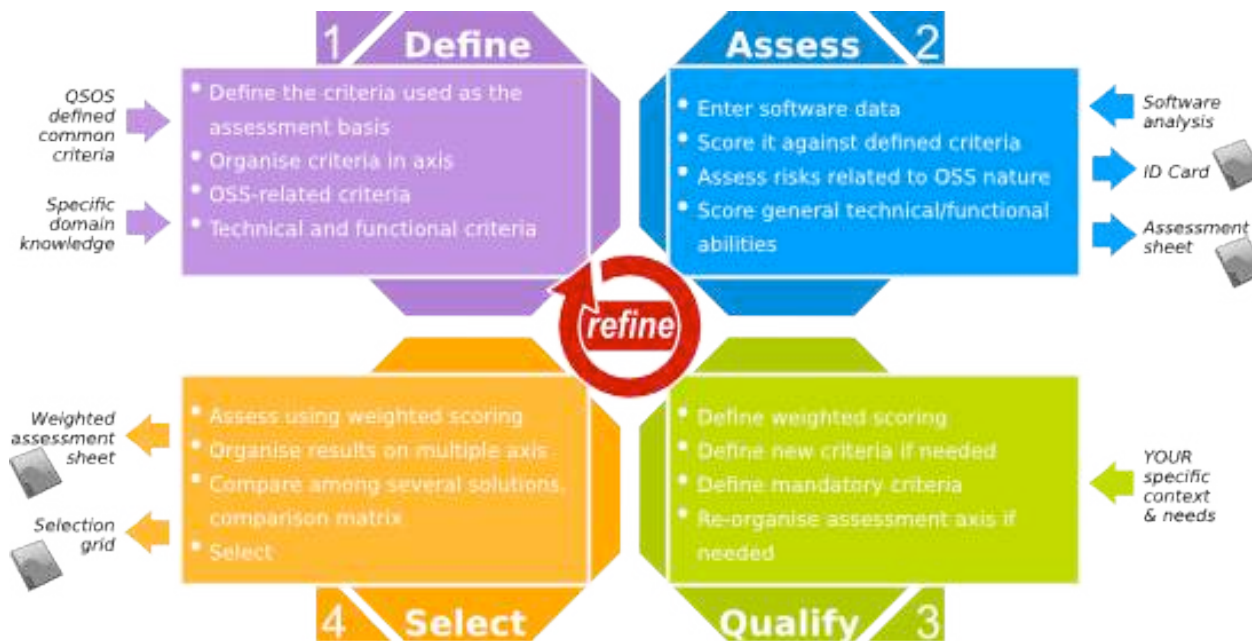 1 Define
QSOS
defined
common
criteria
Specific
domain
knowledge
• Define the criteria used as the
assessment basis
• Organise criteria in axis
• OSS-related criteria
• Technical and functional criteria
Assess 2
• Enter software data
• Score it against defined criteria
• Assess risks related to OSS nature
• Score general technical/functional
abilities
Software
analysis
ID Card
Assessment
sheet
refine
Weighted
assessment
sheet
Selection
grid
• Assess using weighted scoring
• Organise results on multiple axis
• Compare among several solutions,
comparison matrix
• Select
4 Select
• Define weighted scoring
• Define new criteria if needed
• Define mandatory criteria
• Re-organise assessment axis if
needed
YOUR
specific
context
& needs
Qualify 3